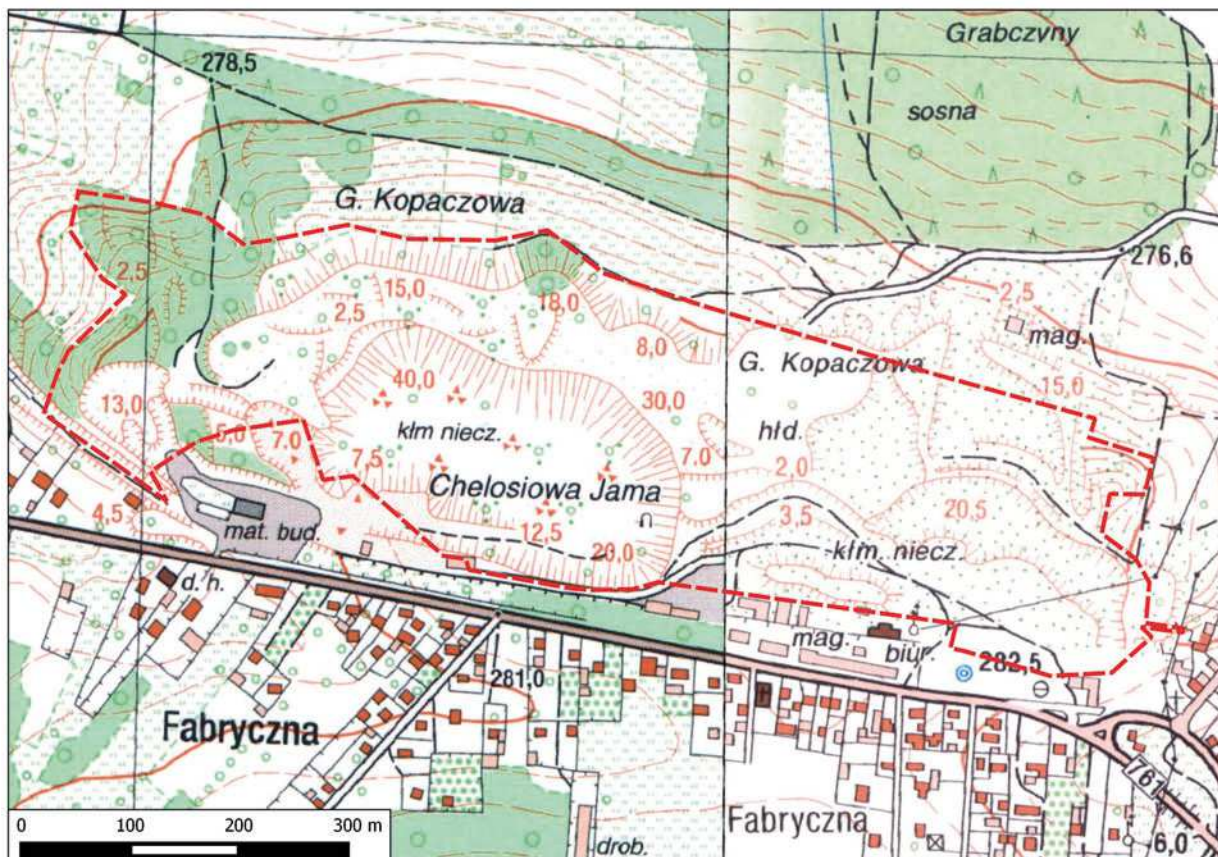 Grabczyny
278,5
sosna
G. Kopaczowa
276,6
2,5
15,0
18,0
2,5
2,5
mag.
8,0
G. Kopaczowa
15,0
40,0
30,0
13,0
5,0
7,0
kłm niecz.
hłd.
7,5
7,0
2,0
Chelosiowa Jama
20,5
4,5
mat. bud.
12,5
20,0
3,5
kłm. niecz.
d. h.
mag.
biur.
282,5
281,0
Fabryczna
761
Fabryczna
6,0
drob.
0 100 200 300 m